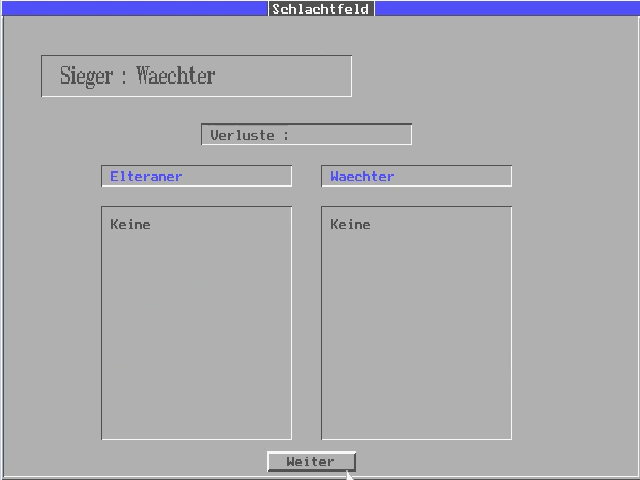 Schlachtfeld
Sieger : Waechter
Verluste :
Elteraner
Waechter
Keine
Keine
Weiter